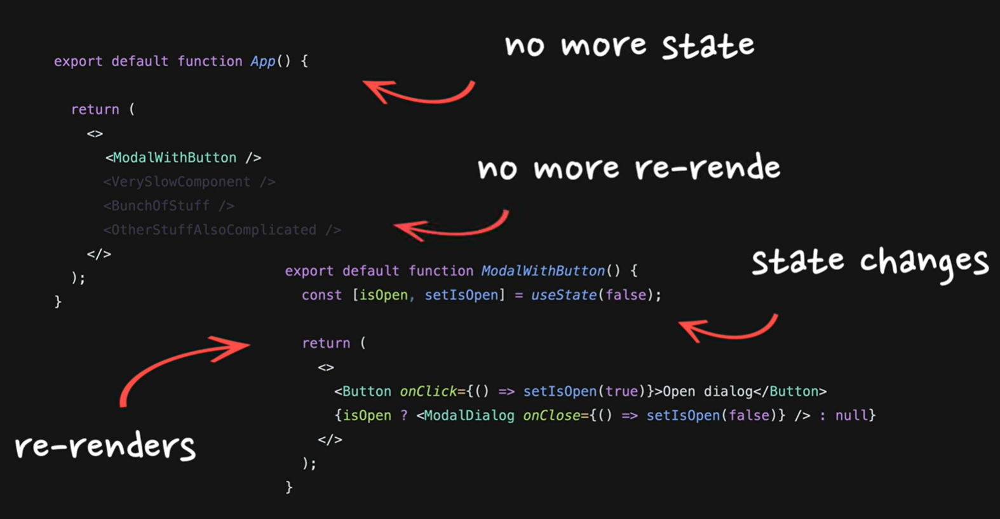 no more state
export default function App() {
return (
<>
<ModalWithButton />
<VerySlowComponent />
<BunchOfStuff />
<OtherStuffAlsoComplicated />
</>
);
}
no more re-rende
state changes
export default function ModalWithButton() {
const [isOpen, setIsOpen] = useState(false);
return (
<>
<Button onClick={() => setIsOpen(true)}>Open dialog</Button>
{isOpen ? <ModalDialog onClose={() => setIsOpen(false)} /> : null}
</>
);
}
re-renders